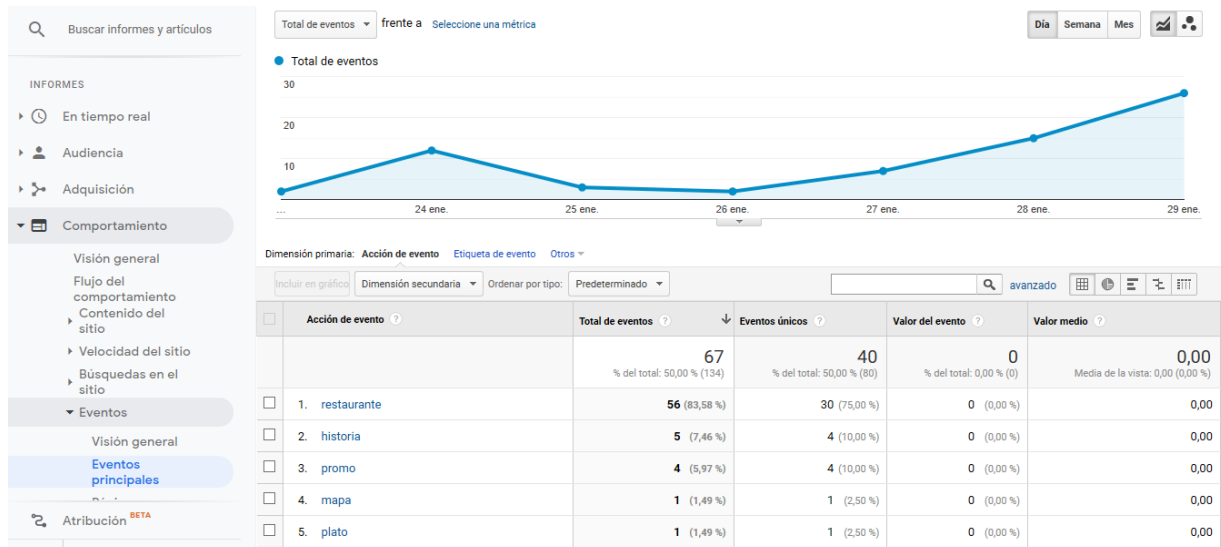 Buscar informes y artículos
INFORMES
En tiempo real
Audiencia
Adquisición
Comportamiento
Visión general
Flujo del
comportamiento
Contenido del
sitio
Velocidad del sitio
Búsquedas en el
sitio
Eventos
Visión general
Eventos
principales
Atribución BETA
Total de eventos frente a Seleccione una métrica
Día Semana Mes
Total de eventos
30
20
10
... 24 ene. 25 ene. 26 ene. 27 ene. 28 ene. 29 ene.
Dimensión primaria: Acción de evento Etiqueta de evento Otros
Incluir en gráfico Dimensión secundaria Ordenar por tipo: Predeterminado avanzado
Acción de evento ? Total de eventos ? Eventos únicos ? Valor del evento ? Valor medio ?
67 40 0 0,00
% del total: 50,00 % (134) % del total: 50,00 % (80) % del total: 0,00 % (0) Media de la vista: 0,00 (0,00 %)
1. restaurante 56 (83,58 %) 30 (75,00 %) 0 (0,00 %) 0,00
2. historia 5 (7,46 %) 4 (10,00 %) 0 (0,00 %) 0,00
3. promo 4 (5,97 %) 4 (10,00 %) 0 (0,00 %) 0,00
4. mapa 1 (1,49 %) 1 (2,50 %) 0 (0,00 %) 0,00
5. plato 1 (1,49 %) 1 (2,50 %) 0 (0,00 %) 0,00